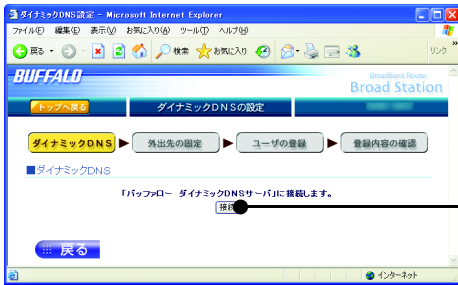 ダイナミックDNS設定 - Microsoft Internet Explorer
ファイル(F) 編集(E) 表示(V) お気に入り(A) ツール(T) ヘルプ(H)
戻る 検索 お気に入り リンク
BUFFALO
BroadBand Router
Broad Station
トップへ戻る ダイナミックDNSの設定
ダイナミックDNS 外出先の固定 ユーザの登録 登録内容の確認
■ダイナミックDNS
「バッファロー ダイナミックDNSサーバ」に接続します。
接続
戻る
インターネット